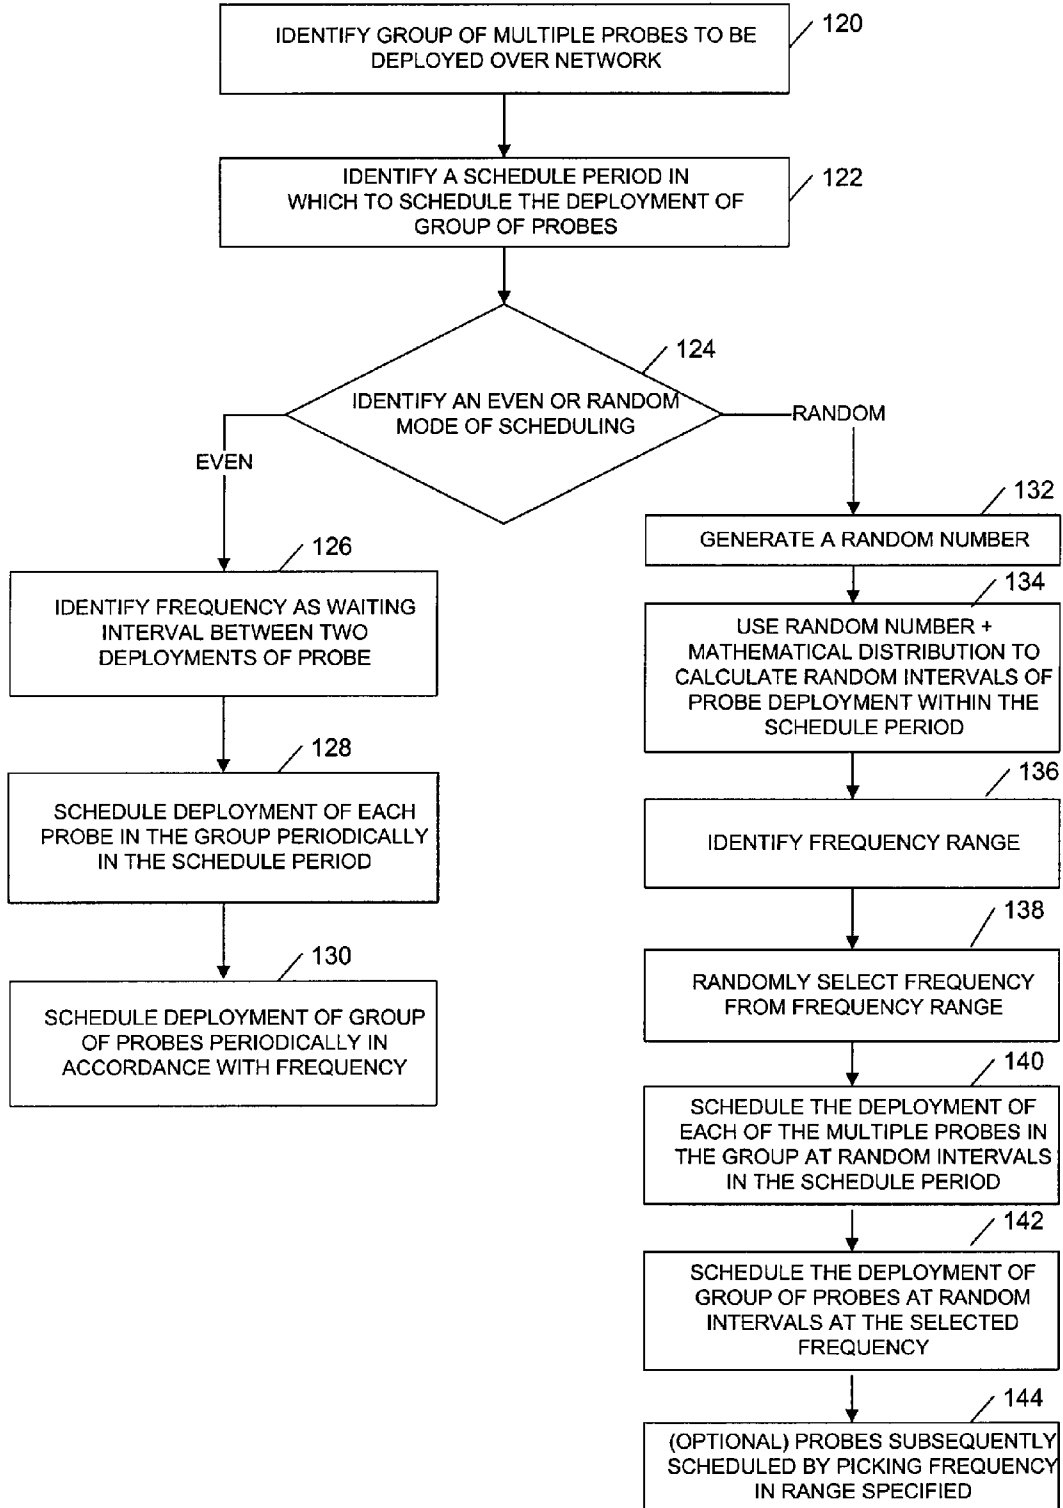 IDENTIFY GROUP OF MULTIPLE PROBES TO BE
DEPLOYED OVER NETWORK
120
IDENTIFY A SCHEDULE PERIOD IN
WHICH TO SCHEDULE THE DEPLOYMENT OF
GROUP OF PROBES
122
124
IDENTIFY AN EVEN OR RANDOM
MODE OF SCHEDULING
EVEN
RANDOM
126
IDENTIFY FREQUENCY AS WAITING
INTERVAL BETWEEN TWO
DEPLOYMENTS OF PROBE
128
SCHEDULE DEPLOYMENT OF EACH
PROBE IN THE GROUP PERIODICALLY
IN THE SCHEDULE PERIOD
130
SCHEDULE DEPLOYMENT OF GROUP
OF PROBES PERIODICALLY IN
ACCORDANCE WITH FREQUENCY
132
GENERATE A RANDOM NUMBER
134
USE RANDOM NUMBER +
MATHEMATICAL DISTRIBUTION TO
CALCULATE RANDOM INTERVALS OF
PROBE DEPLOYMENT WITHIN THE
SCHEDULE PERIOD
136
IDENTIFY FREQUENCY RANGE
138
RANDOMLY SELECT FREQUENCY
FROM FREQUENCY RANGE
140
SCHEDULE THE DEPLOYMENT OF
EACH OF THE MULTIPLE PROBES IN
THE GROUP AT RANDOM INTERVALS
IN THE SCHEDULE PERIOD
142
SCHEDULE THE DEPLOYMENT OF
GROUP OF PROBES AT RANDOM
INTERVALS AT THE SELECTED
FREQUENCY
144
(OPTIONAL) PROBES SUBSEQUENTLY
SCHEDULED BY PICKING FREQUENCY
IN RANGE SPECIFIED